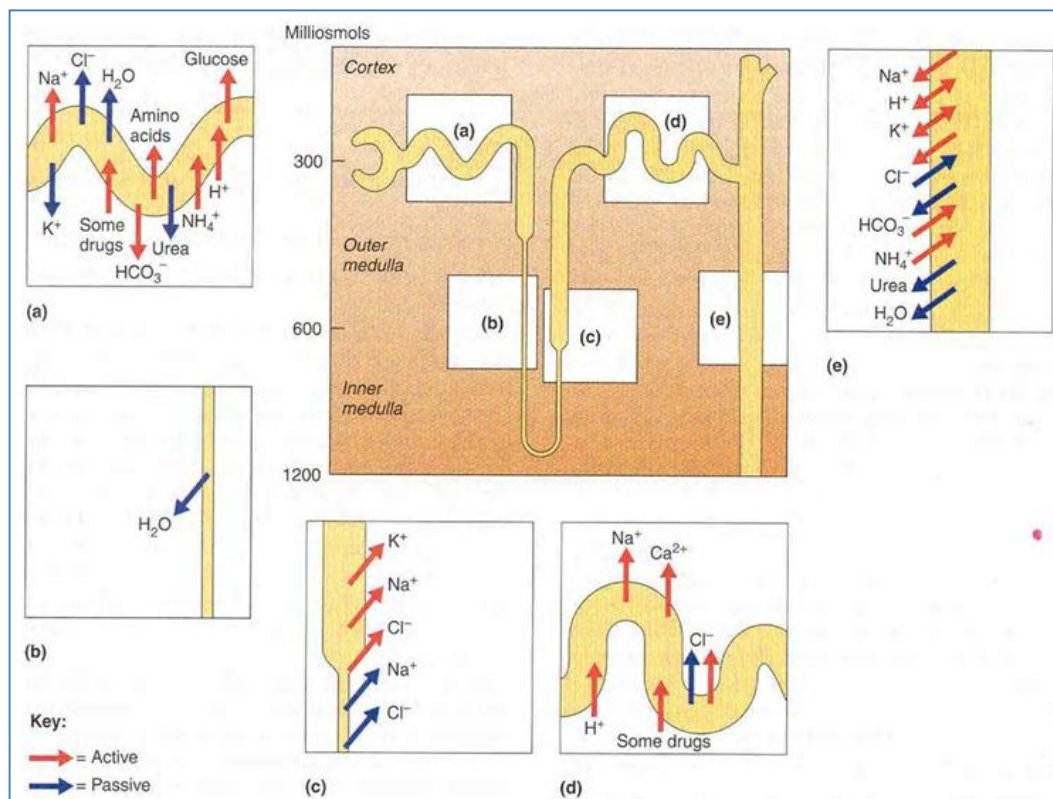 Milliosmols
Cortex
300
Outer
medulla
600
Inner
medulla
1200
(a)
(b)
(c)
(d)
(e)
Na+
Cl−
H2O
Glucose
Amino
acids
K+
Some
drugs
HCO3−
Urea
NH4+
H+
(a)
H2O
(b)
Key:
= Active
= Passive
K+
Na+
Cl−
Na+
Cl−
(c)
Na+
Ca2+
Cl−
H+
Some drugs
(d)
Na+
H+
K+
Cl−
HCO3−
NH4+
Urea
H2O
(e)